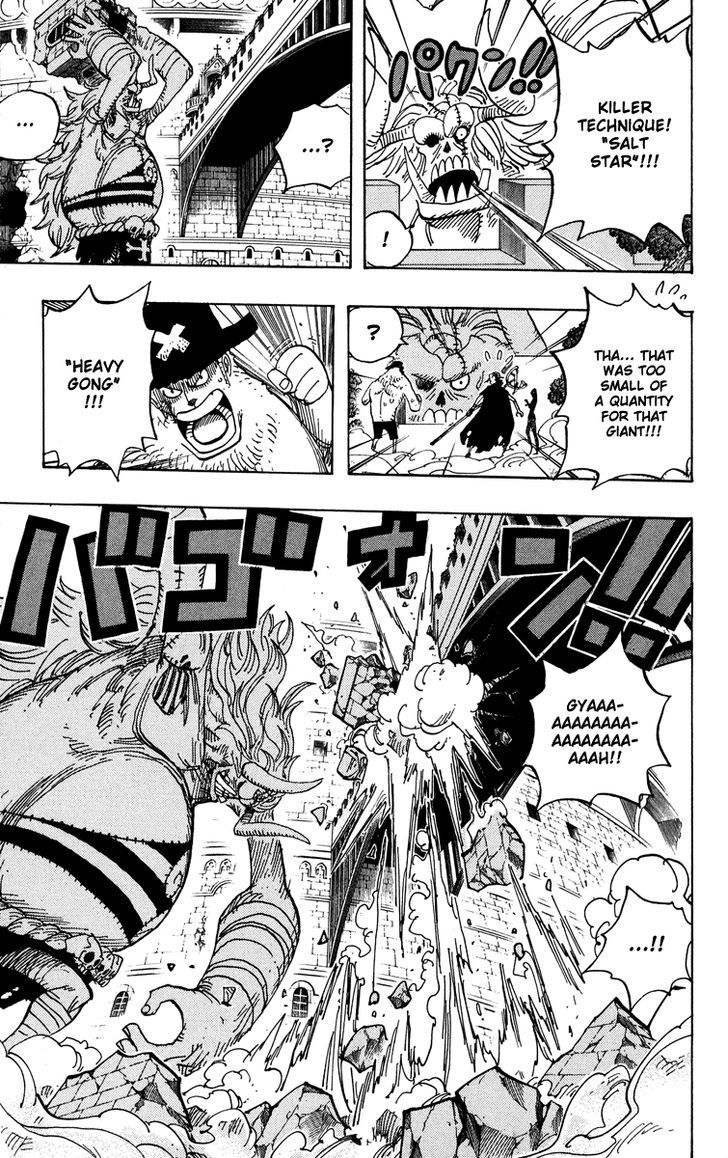 KILLER
TECHNIQUE!
"SALT
STAR"!!!
パクン!!
!
...?
...
THA... THAT
WAS TOO
SMALL OF
A QUANTITY
FOR THAT
GIANT!!!
?
"HEAVY
GONG"
!!!
バゴォーン!!
GYAAA-
AAAAAAAA-
AAAAAAAA-
AAAH!!
...!!